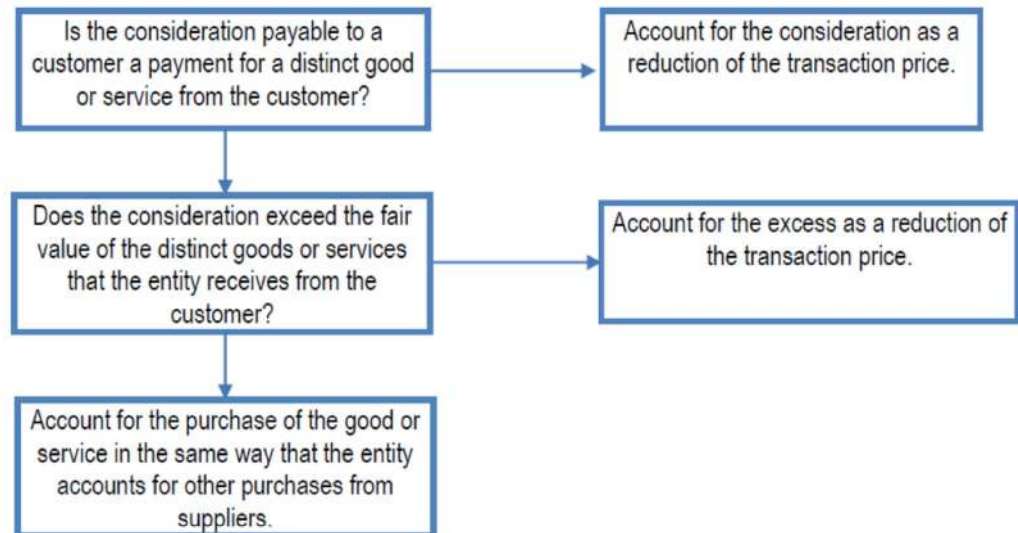 Is the consideration payable to a
customer a payment for a distinct good
or service from the customer?
Account for the consideration as a
reduction of the transaction price.
Does the consideration exceed the fair
value of the distinct goods or services
that the entity receives from the
customer?
Account for the excess as a reduction of
the transaction price.
Account for the purchase of the good or
service in the same way that the entity
accounts for other purchases from
suppliers.